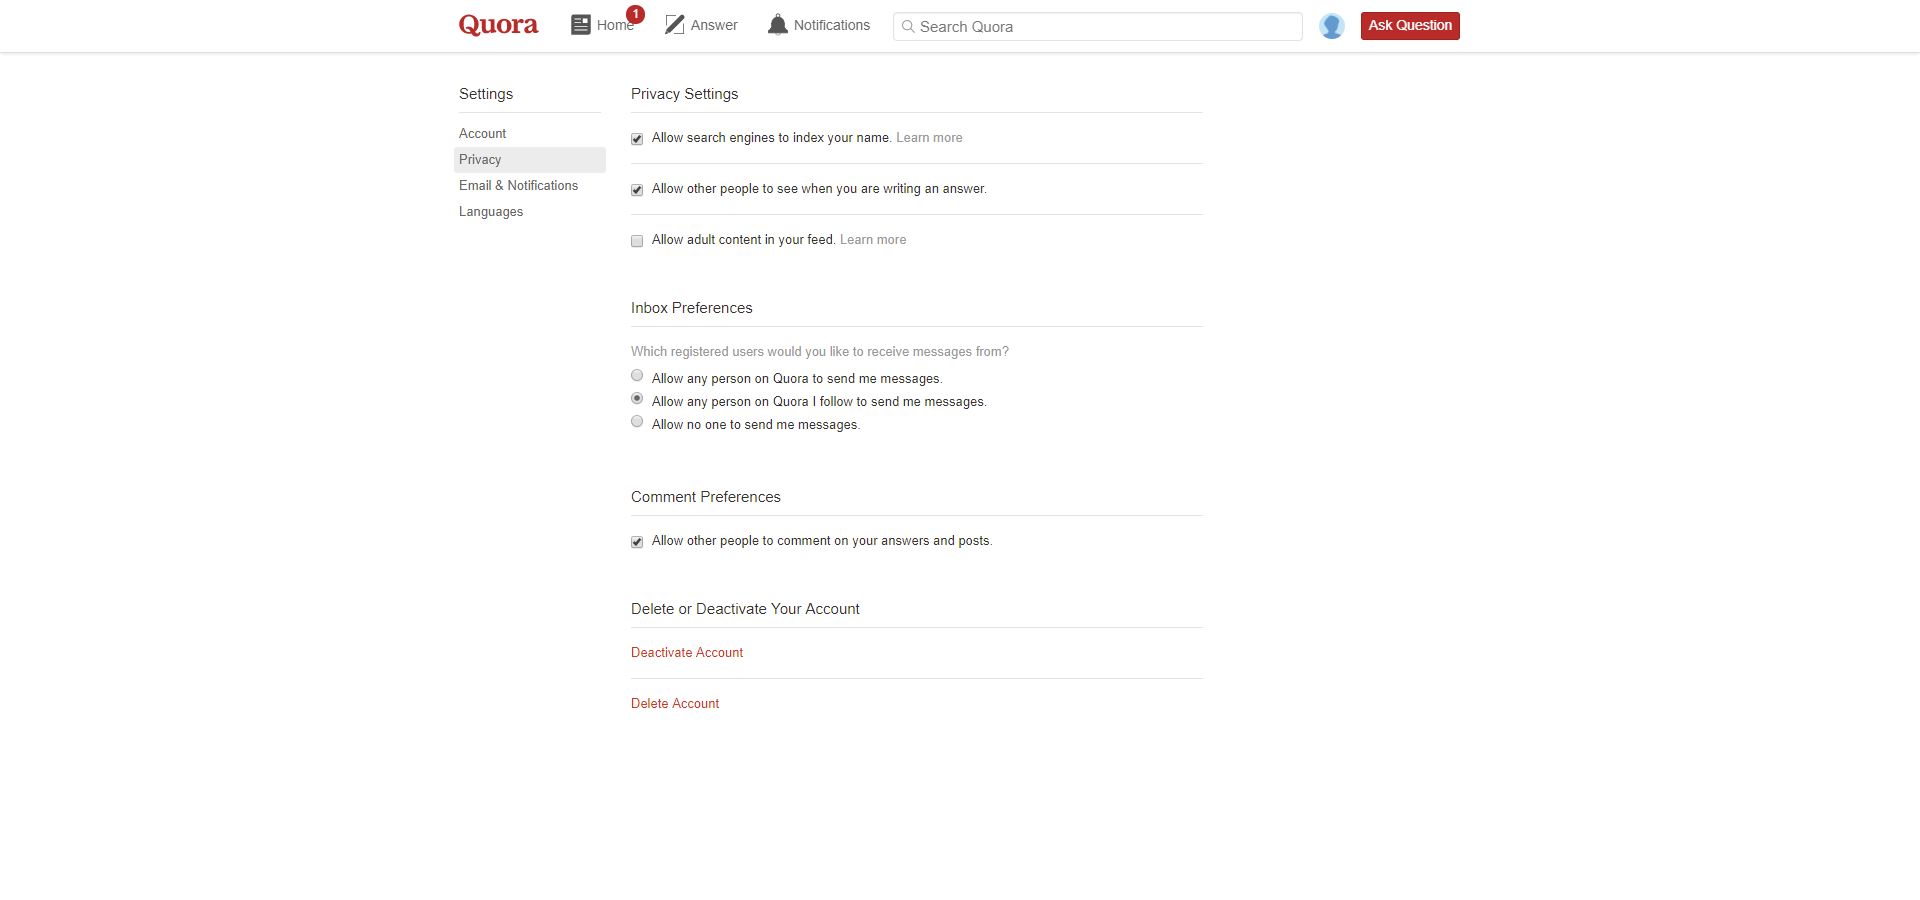 Quora
Home 1
Answer
Notifications
Search Quora
Ask Question
Settings
Account
Privacy
Email & Notifications
Languages
Privacy Settings
Allow search engines to index your name. Learn more
Allow other people to see when you are writing an answer.
Allow adult content in your feed. Learn more
Inbox Preferences
Which registered users would you like to receive messages from?
Allow any person on Quora to send me messages.
Allow any person on Quora I follow to send me messages.
Allow no one to send me messages.
Comment Preferences
Allow other people to comment on your answers and posts.
Delete or Deactivate Your Account
Deactivate Account
Delete Account